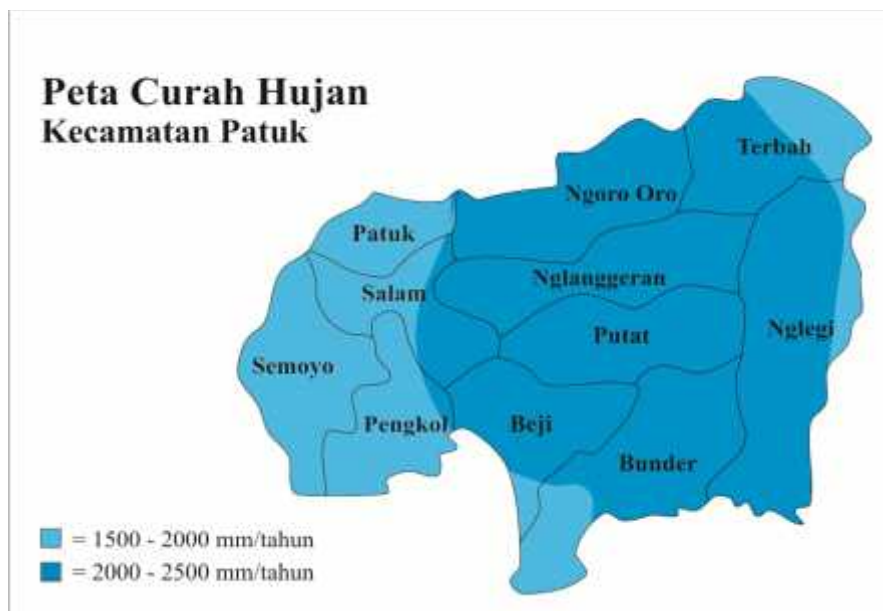 Peta Curah Hujan
Kecamatan Patuk
Terbah
Ngoro Oro
Patuk
Nglanggeran
Salam
Putat
Nglegi
Semoyo
Pengkol
Beji
Bunder
= 1500 - 2000 mm/tahun
= 2000 - 2500 mm/tahun